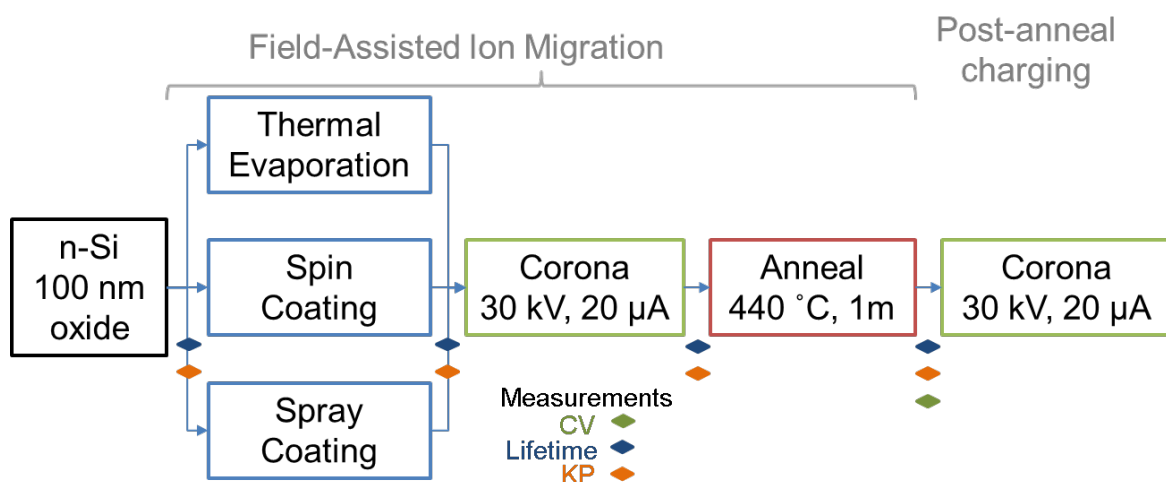 Field-Assisted Ion Migration
Post-anneal
charging
Thermal
Evaporation
n-Si
100 nm
oxide
Spin
Coating
Corona
30 kV, 20 µA
Anneal
440 ˚C, 1m
Corona
30 kV, 20 µA
Spray
Coating
Measurements
CV
Lifetime
KP